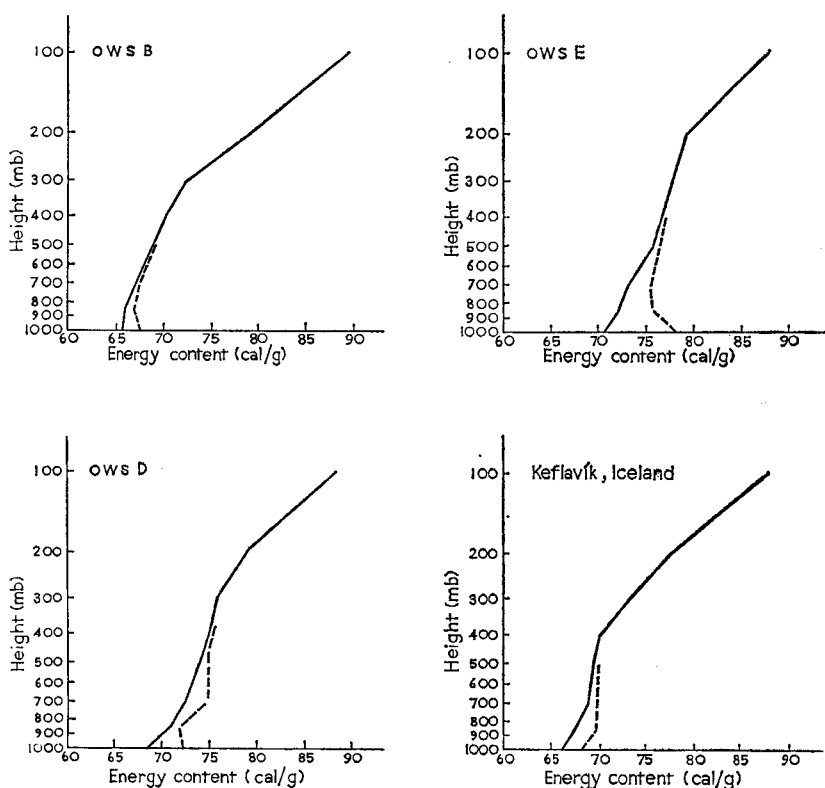 OWS B
100
200
300
400
500
600
700
800
900
1000
Height (mb)
60 65 70 75 80 85 90
Energy content (cal/g)
OWS E
100
200
300
400
500
600
700
800
900
1000
Height (mb)
60 65 70 75 80 85 90
Energy content (cal/g)
OWS D
100
200
300
400
500
600
700
800
900
1000
Height (mb)
60 65 70 75 80 85 90
Energy content (cal/g)
Keflavík, Iceland
100
200
300
400
500
600
700
800
900
1000
Height (mb)
60 65 70 75 80 85 90
Energy content (cal/g)